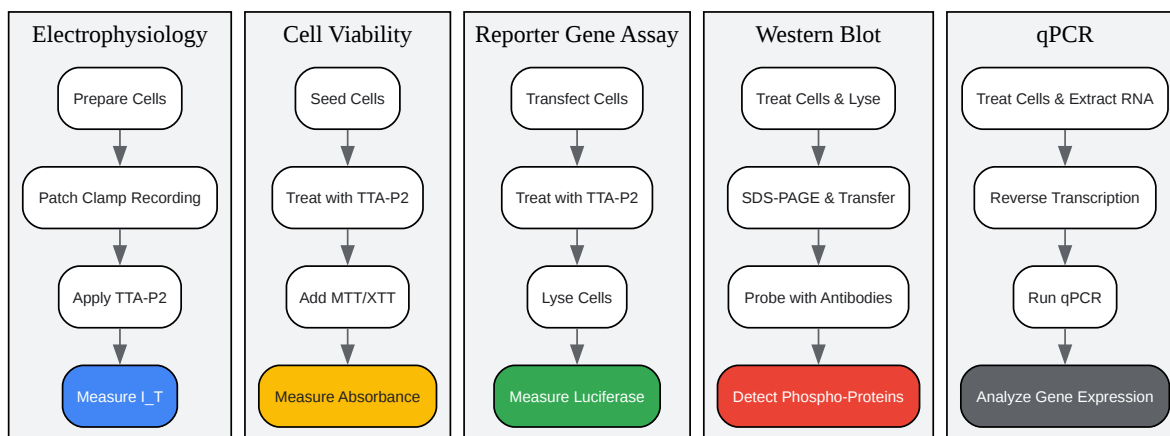 Electrophysiology
Prepare Cells
Patch Clamp Recording
Apply TTA-P2
Measure I_T
Cell Viability
Seed Cells
Treat with TTA-P2
Add MTT/XTT
Measure Absorbance
Reporter Gene Assay
Transfect Cells
Treat with TTA-P2
Lyse Cells
Measure Luciferase
Western Blot
Treat Cells & Lyse
SDS-PAGE & Transfer
Probe with Antibodies
Detect Phospho-Proteins
qPCR
Treat Cells & Extract RNA
Reverse Transcription
Run qPCR
Analyze Gene Expression